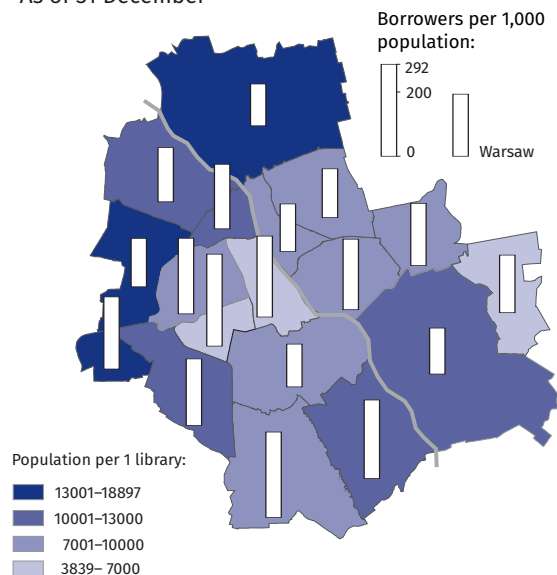 As of 31 December
Borrowers per 1,000
population:
292
200
0
Warsaw
Population per 1 library:
13001–18897
10001–13000
7001–10000
3839– 7000